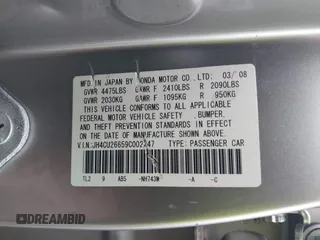 MFD. IN JAPAN BY HONDA MOTOR CO., LTD. 03/08
GVWR 4475LBS GAWR F 2410LBS R 2090LBS
GVWR 2030KG GAWR F 1095KG R 950KG
THIS VEHICLE CONFORMS TO ALL APPLICABLE
FEDERAL MOTOR VEHICLE SAFETY, BUMPER,
AND THEFT PREVENTION STANDARDS IN EFFECT
ON THE DATE OF MANUFACTURE SHOWN ABOVE.
V.I.N: JH4CU26659C002247 TYPE: PASSENGER CAR
TL2 9 ABS -NH743M -A -C
DAMEBID